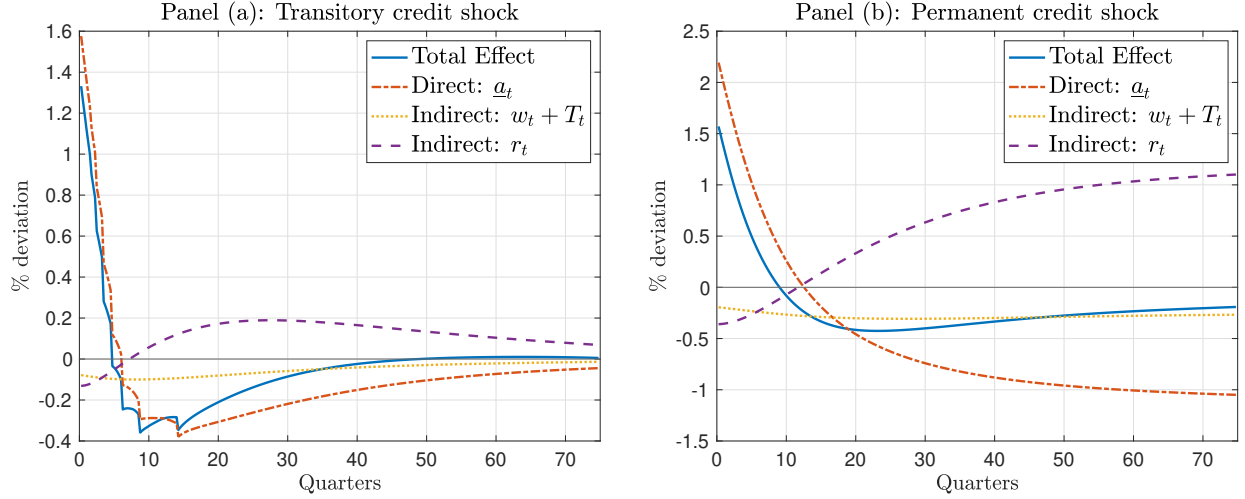 Panel (a): Transitory credit shock
1.6
1.4
1.2
1
0.8
0.6
0.4
0.2
0
-0.2
-0.4
% deviation
Total Effect
Direct: a_t
Indirect: w_t + T_t
Indirect: r_t
0 10 20 30 40 50 60 70
Quarters
Panel (b): Permanent credit shock
2.5
2
1.5
1
0.5
0
-0.5
-1
-1.5
% deviation
Total Effect
Direct: a_t
Indirect: w_t + T_t
Indirect: r_t
0 10 20 30 40 50 60 70
Quarters